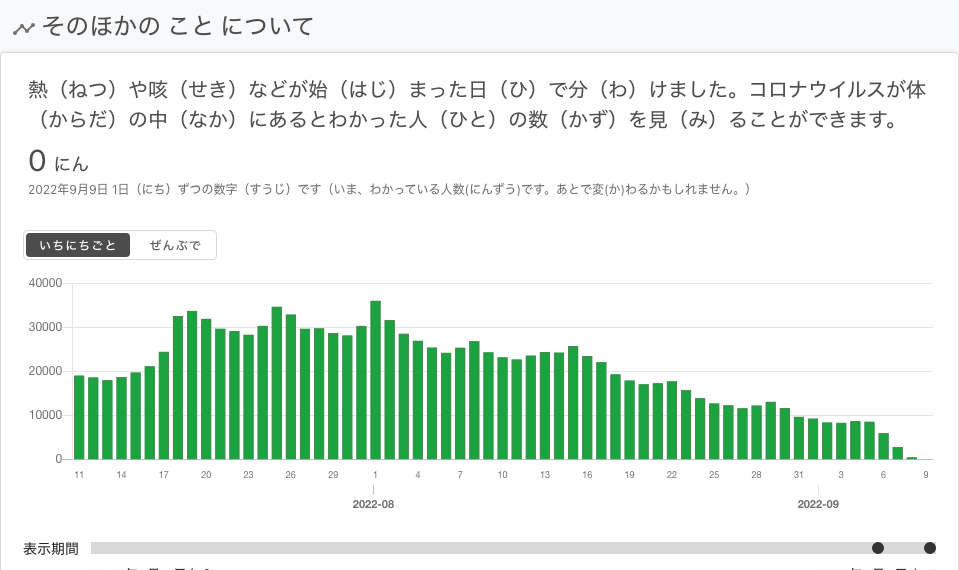 そのほかの こと について
熱（ねつ）や咳（せき）などが始（はじ）まった日（ひ）で分（わ）けました。コロナウイルスが体
（からだ）の中（なか）にあるとわかった人（ひと）の数（かず）を見（み）ることができます。
0 にん
2022年9月9日 1日（にち）ずつの数字（すうじ）です（いま、わかっている人数(にんずう)です。あとで変(か)わるかもしれません。）
いちにちごと ぜんぶで
40000
30000
20000
10000
0
11 14 17 20 23 26 29 1 4 7 10 13 16 19 22 25 28 31 3 6 9
2022-08 2022-09
表示期間